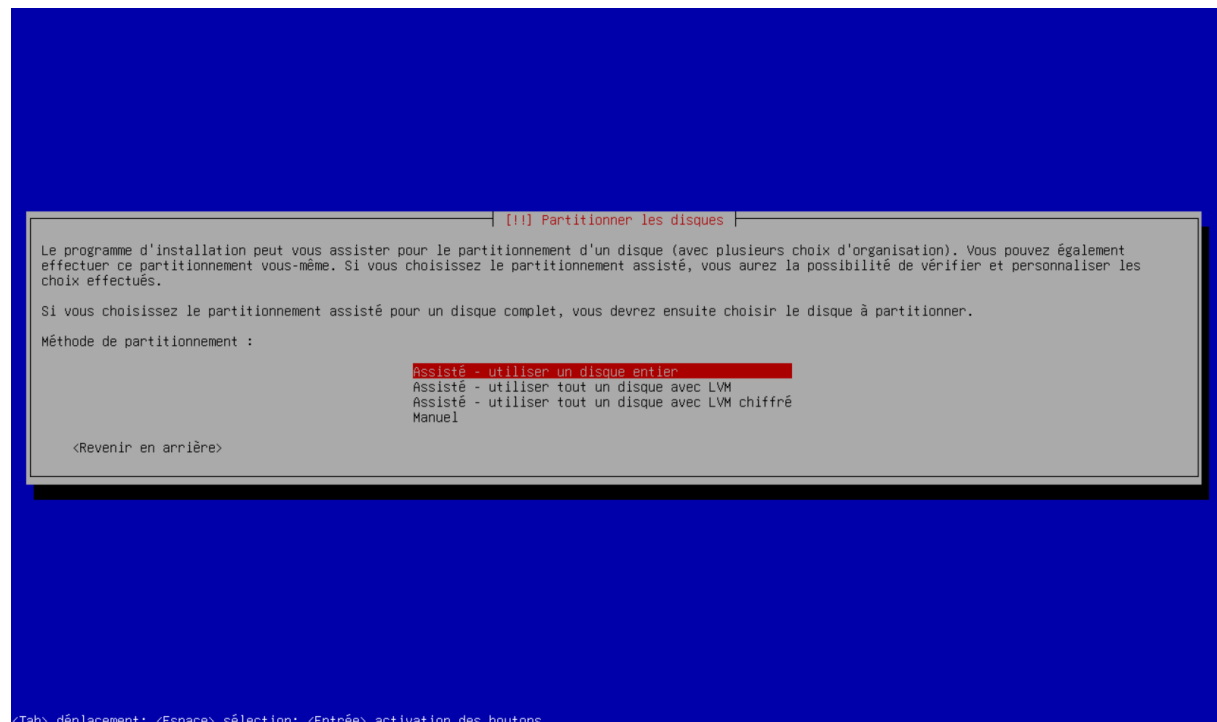 [!!] Partitionner les disques
Le programme d'installation peut vous assister pour le partitionnement d'un disque (avec plusieurs choix d'organisation). Vous pouvez également
effectuer ce partitionnement vous-même. Si vous choisissez le partitionnement assisté, vous aurez la possibilité de vérifier et personnaliser les
choix effectués.
Si vous choisissez le partitionnement assisté pour un disque complet, vous devrez ensuite choisir le disque à partitionner.
Méthode de partitionnement :
Assisté - utiliser un disque entier
Assisté - utiliser tout un disque avec LVM
Assisté - utiliser tout un disque avec LVM chiffré
Manuel
<Revenir en arrière>
<Tab> déplacement; <Espace> sélection; <Entrée> activation des boutons